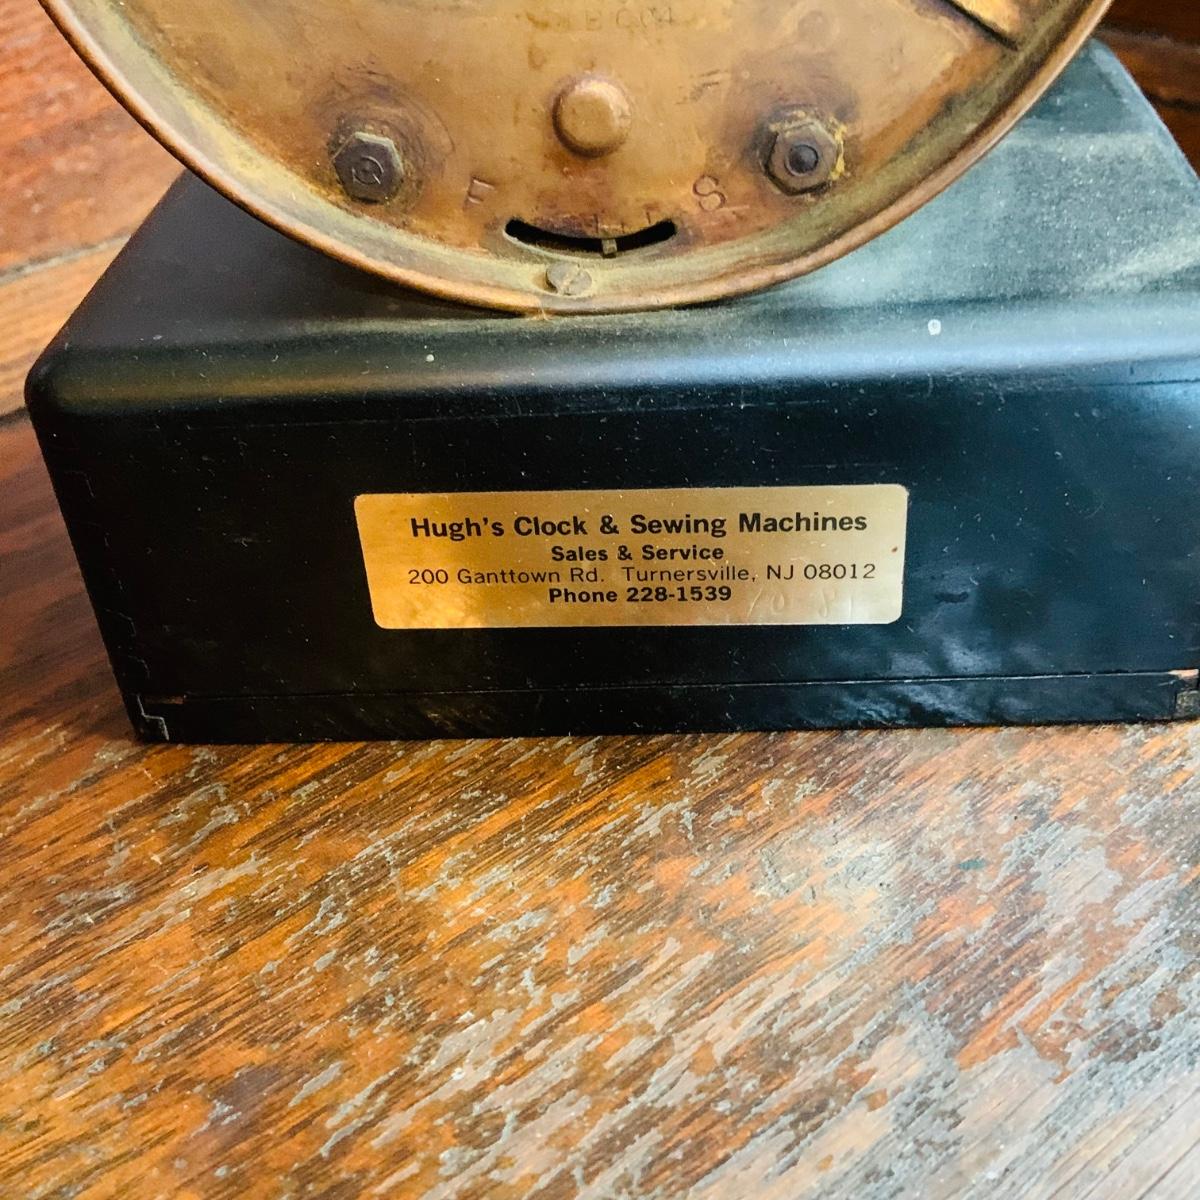 F S
Hugh's Clock & Sewing Machines
Sales & Service
200 Ganttown Rd. Turnersville, NJ 08012
Phone 228-1539